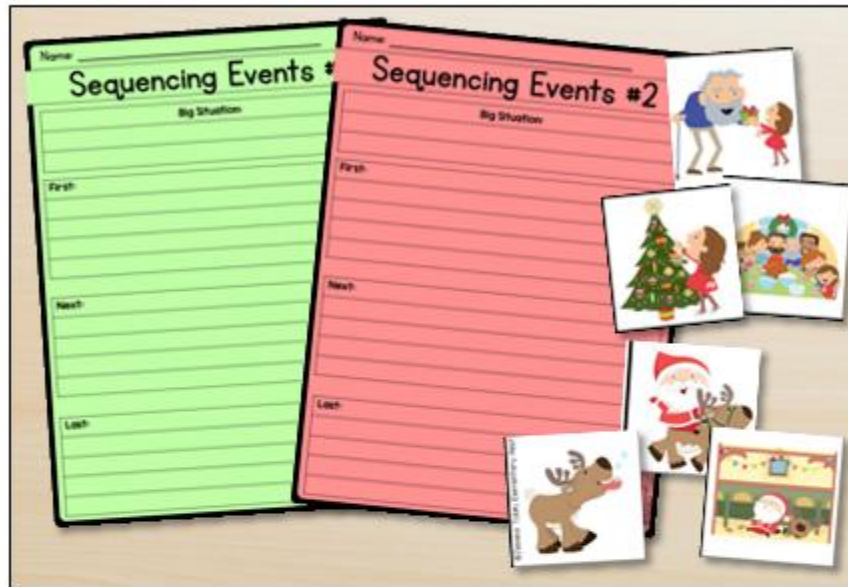 Name:
Sequencing Events #
Big Situation
First:
Next:
Last:
Name:
Sequencing Events #2
Big Situation
First:
Next:
Last: